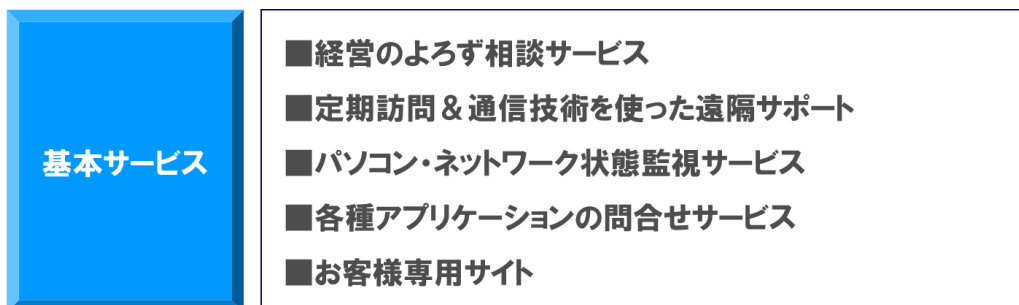 基本サービス
■経営のよろず相談サービス
■定期訪問＆通信技術を使った遠隔サポート
■パソコン・ネットワーク状態監視サービス
■各種アプリケーションの問合せサービス
■お客様専用サイト